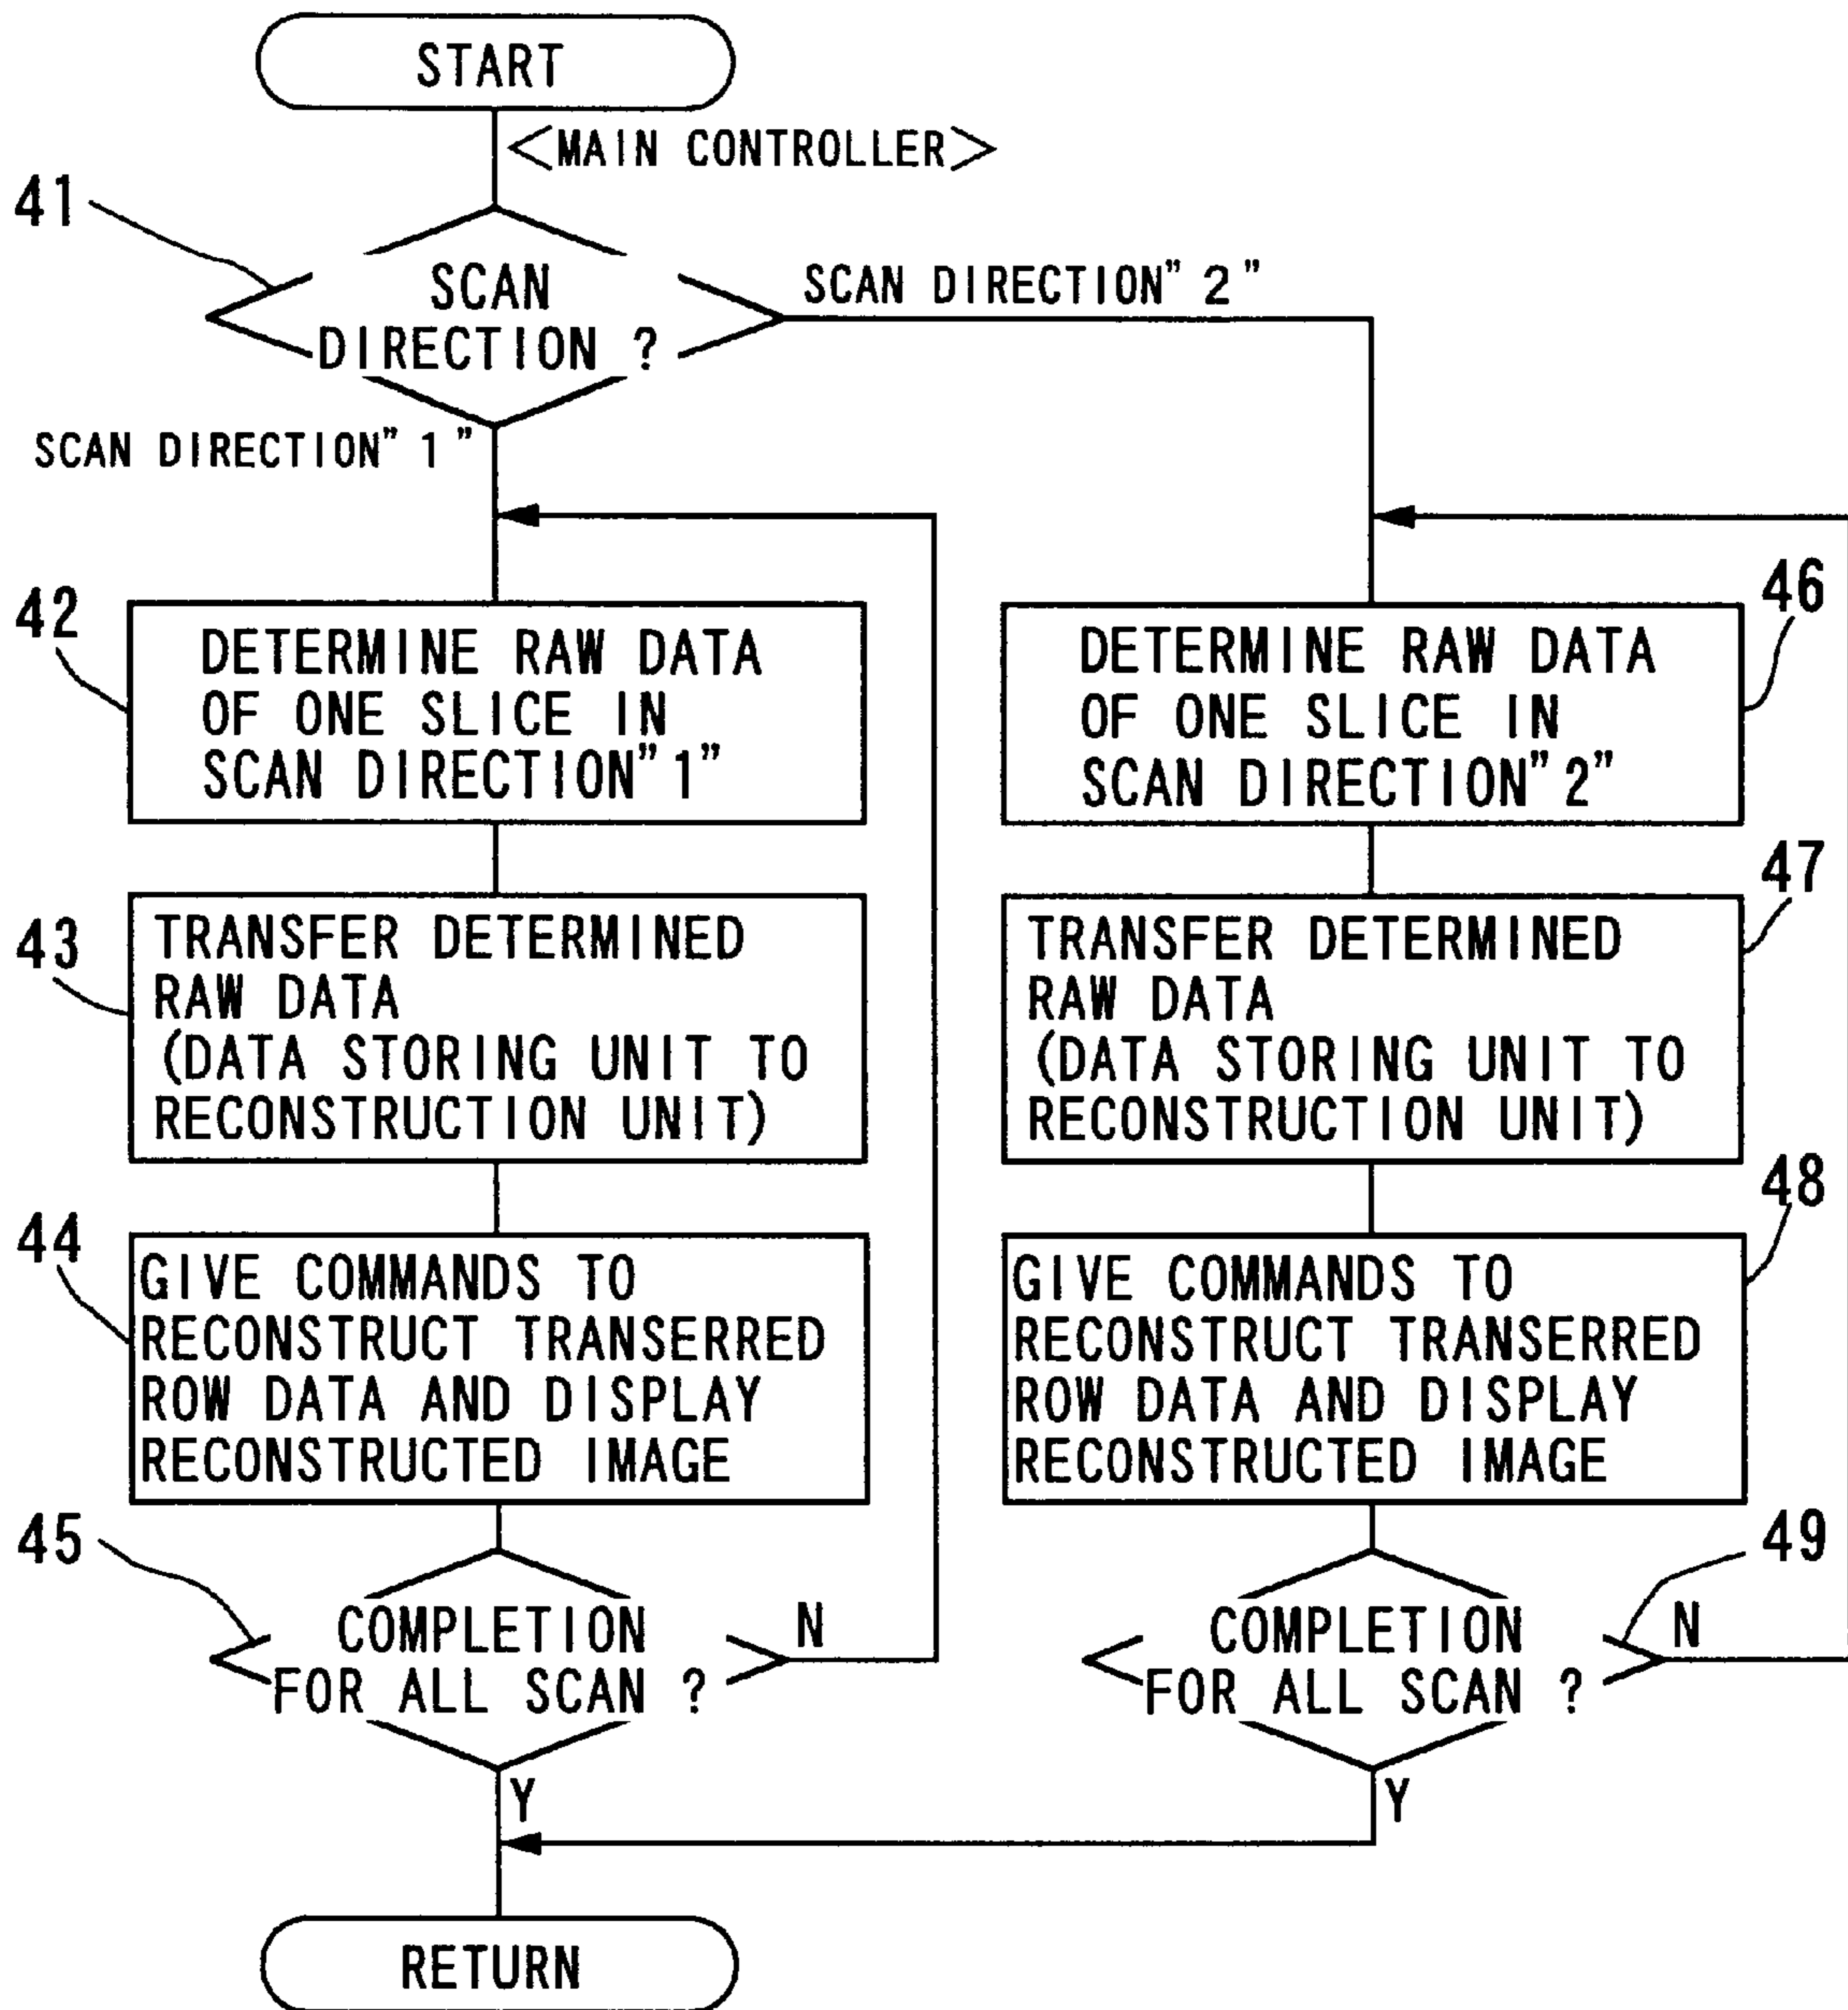 START
<MAIN CONTROLLER>
41
SCAN
DIRECTION ?
SCAN DIRECTION"2"
SCAN DIRECTION"1"
42
DETERMINE RAW DATA
OF ONE SLICE IN
SCAN DIRECTION"1"
43
TRANSFER DETERMINED
RAW DATA
(DATA STORING UNIT TO
RECONSTRUCTION UNIT)
44
GIVE COMMANDS TO
RECONSTRUCT TRANSERRED
ROW DATA AND DISPLAY
RECONSTRUCTED IMAGE
45
COMPLETION
FOR ALL SCAN ?
N
Y
46
DETERMINE RAW DATA
OF ONE SLICE IN
SCAN DIRECTION"2"
47
TRANSFER DETERMINED
RAW DATA
(DATA STORING UNIT TO
RECONSTRUCTION UNIT)
48
GIVE COMMANDS TO
RECONSTRUCT TRANSERRED
ROW DATA AND DISPLAY
RECONSTRUCTED IMAGE
49
COMPLETION
FOR ALL SCAN ?
N
Y
RETURN